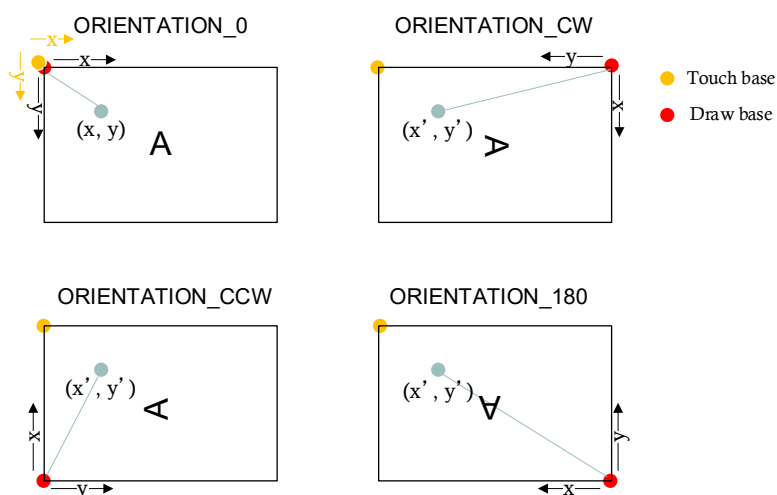 ORIENTATION_0
x
x
y
y
(x, y)
A
ORIENTATION_CW
y
x
(x', y')
A
Touch base
Draw base
ORIENTATION_CCW
(x', y')
A
x
y
ORIENTATION_180
(x', y')
A
y
x